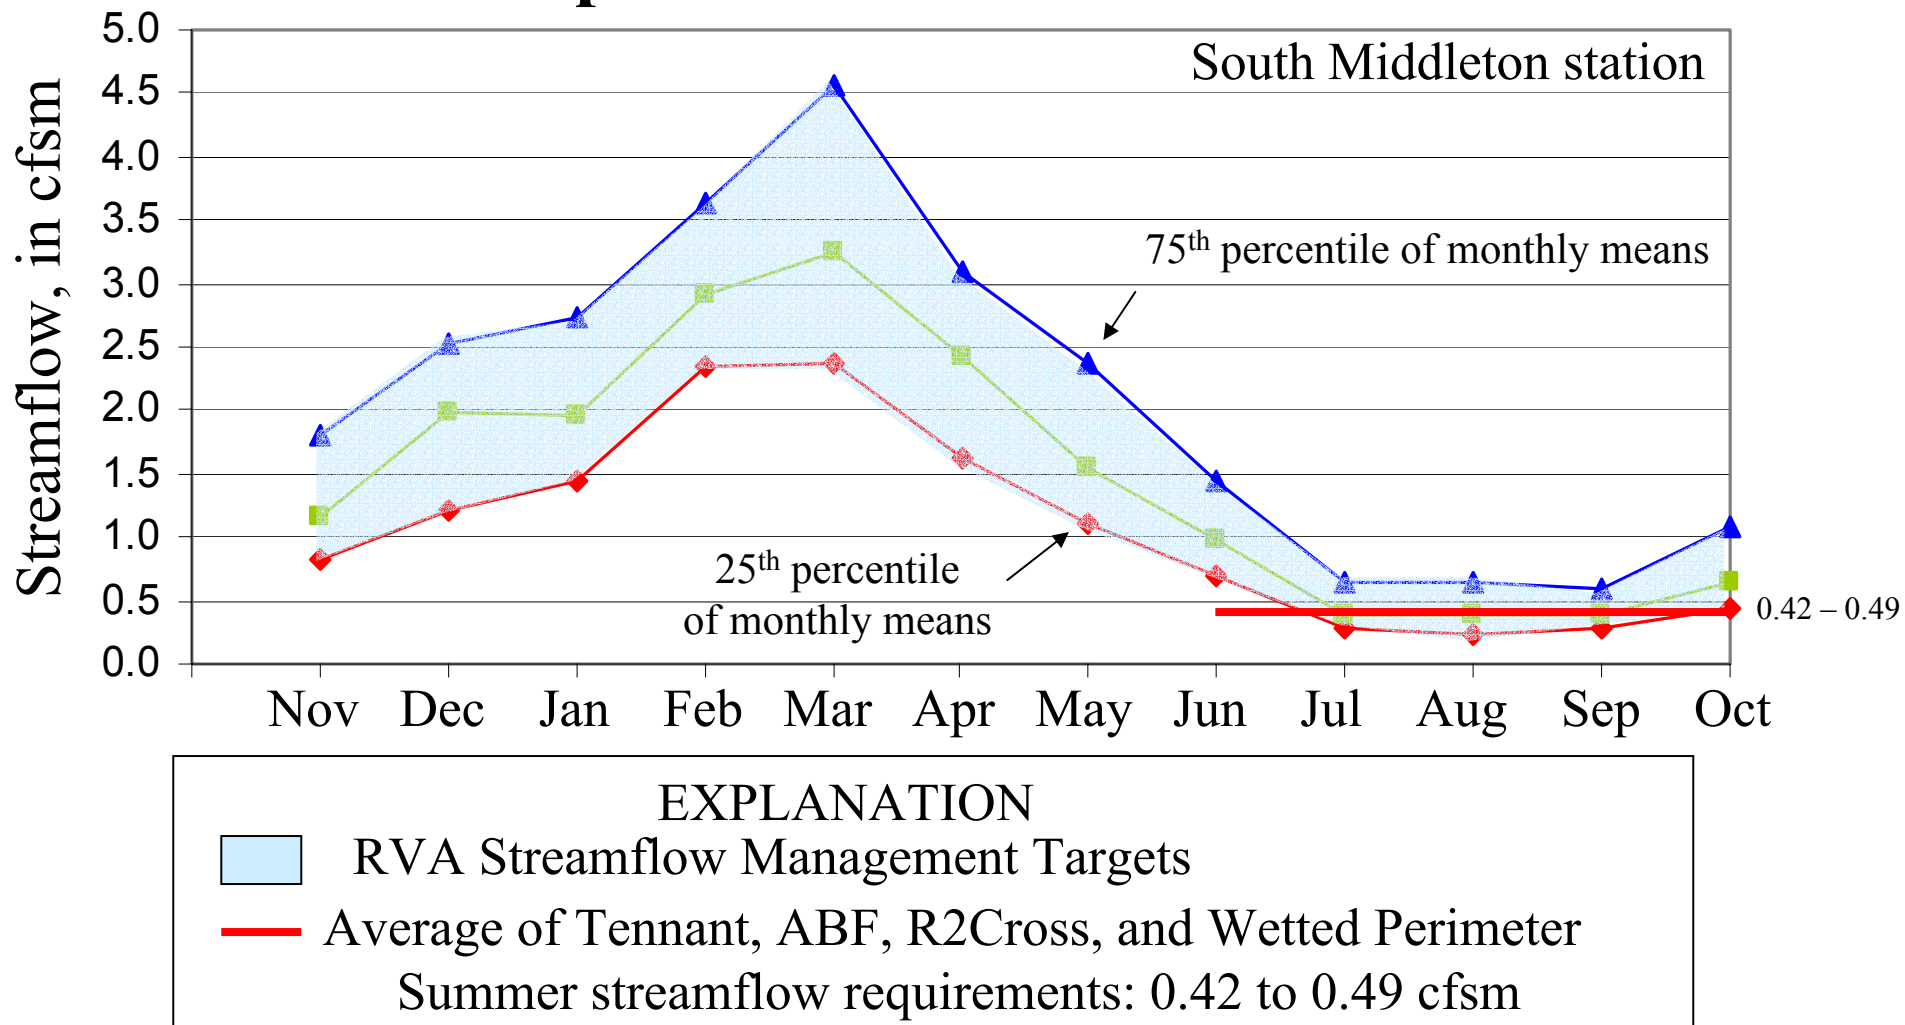 South Middleton station
Streamflow, in cfsm
5.0
4.5
4.0
3.5
3.0
2.5
2.0
1.5
1.0
0.5
0.0
75th percentile of monthly means
25th percentile
of monthly means
0.42 – 0.49
Nov Dec Jan Feb Mar Apr May Jun Jul Aug Sep Oct
EXPLANATION
RVA Streamflow Management Targets
Average of Tennant, ABF, R2Cross, and Wetted Perimeter
Summer streamflow requirements: 0.42 to 0.49 cfsm